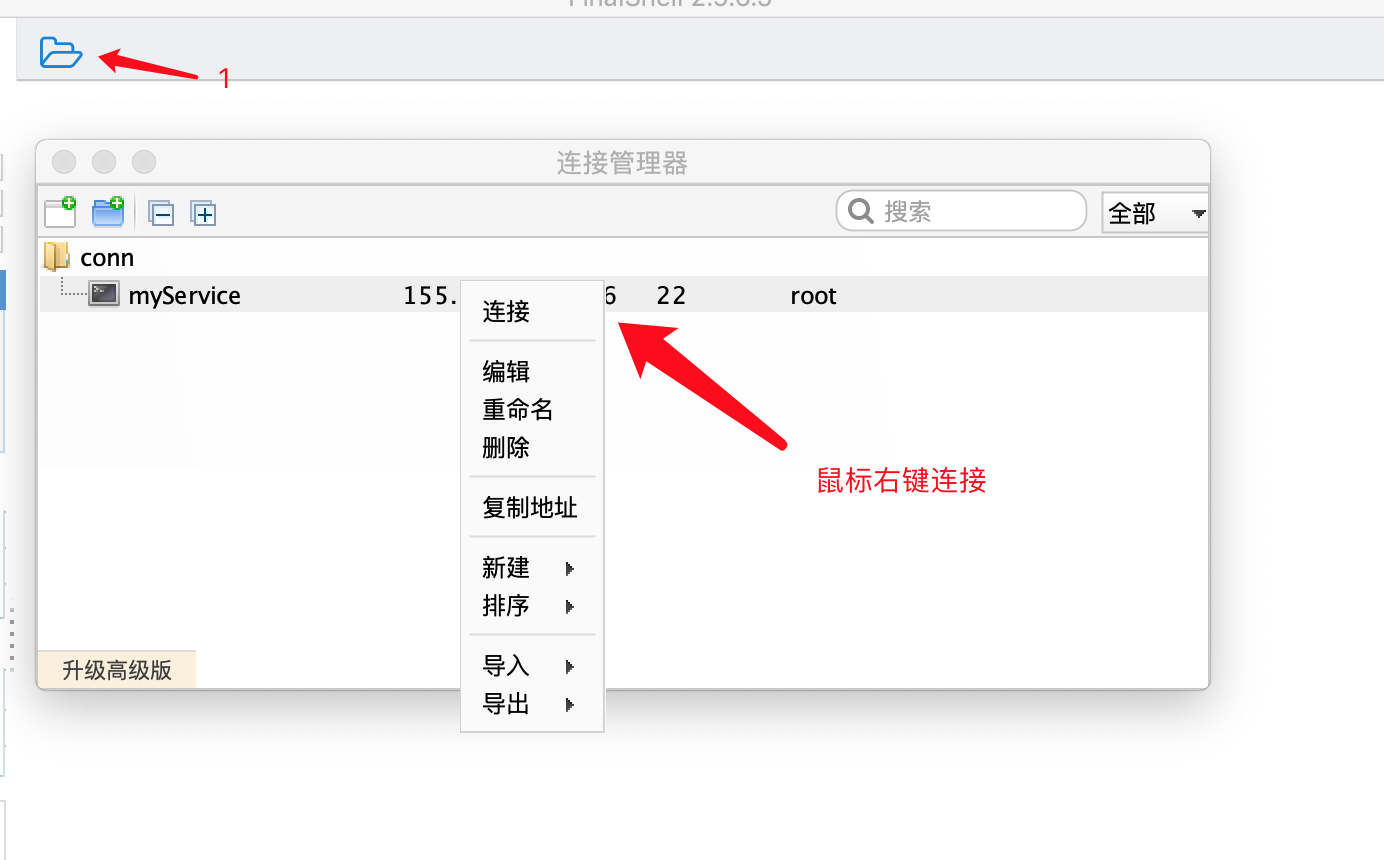 1
连接管理器
搜索
全部
conn
myService 155. 6 22 root
连接
编辑
重命名
删除
鼠标右键连接
复制地址
新建
排序
导入
导出
升级高级版